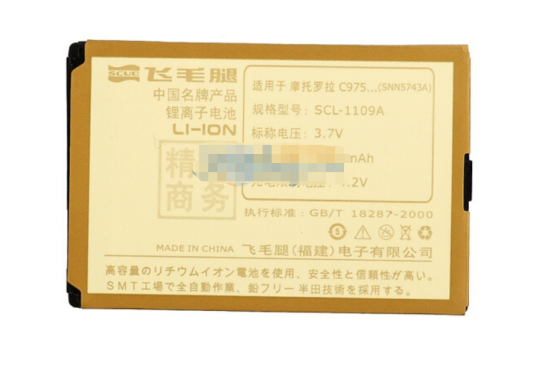 SCUD 飞毛腿
中国名牌产品
锂离子电池
LI-ION
精
商务
适用于 摩托罗拉 C975...(SNN5743A)
规格型号: SCL-1109A
标称电压: 3.7V
mAh
.2V
执行标准: GB/T 18287-2000
MADE IN CHINA
飞毛腿(福建)电子有限公司
高容量のリチウムイオン電池を使用、安全性と信頼性が高い。
SMT工場で全自動生産、鉛フリー半田技術を採用。